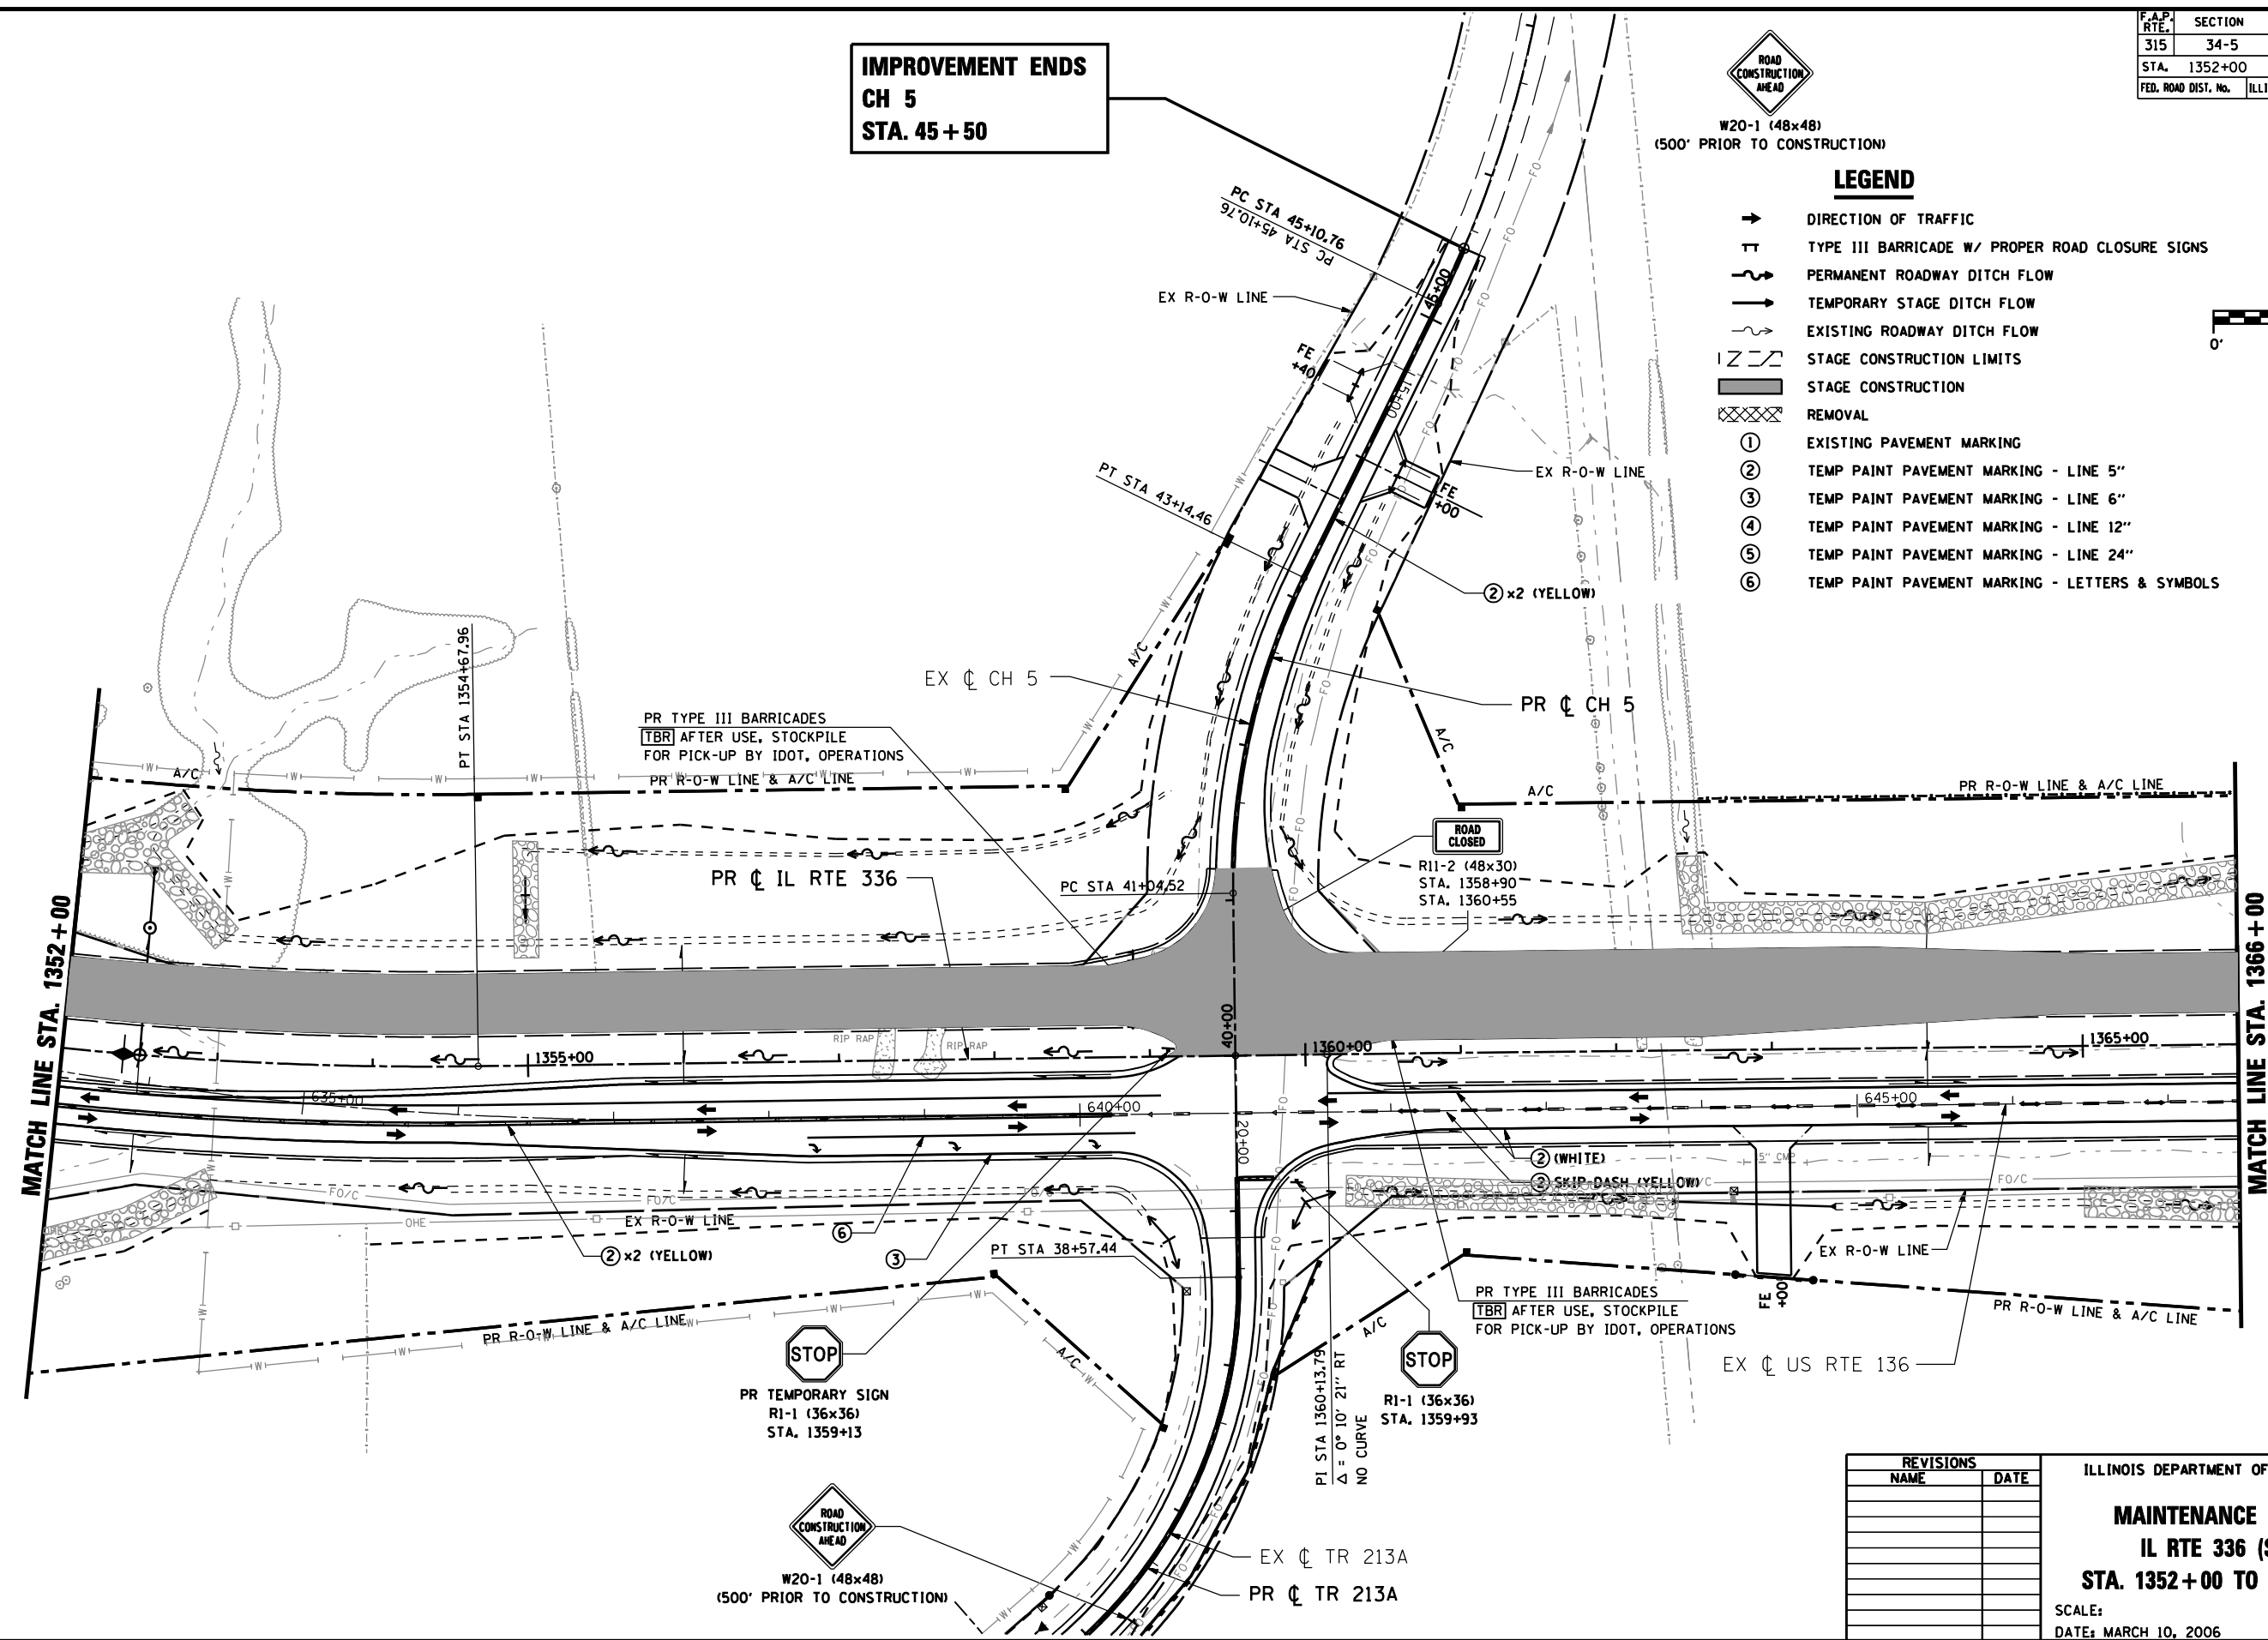 F.A.P. RTE. SECTION
315 34-5
STA. 1352+00
FED. ROAD DIST. No. ILLI
IMPROVEMENT ENDS
CH 5
STA. 45+50
ROAD
CONSTRUCTION
AHEAD
W20-1 (48x48)
(500' PRIOR TO CONSTRUCTION)
LEGEND
DIRECTION OF TRAFFIC
TYPE III BARRICADE W/ PROPER ROAD CLOSURE SIGNS
PERMANENT ROADWAY DITCH FLOW
TEMPORARY STAGE DITCH FLOW
EXISTING ROADWAY DITCH FLOW
STAGE CONSTRUCTION LIMITS
STAGE CONSTRUCTION
REMOVAL
1 EXISTING PAVEMENT MARKING
2 TEMP PAINT PAVEMENT MARKING - LINE 5"
3 TEMP PAINT PAVEMENT MARKING - LINE 6"
4 TEMP PAINT PAVEMENT MARKING - LINE 12"
5 TEMP PAINT PAVEMENT MARKING - LINE 24"
6 TEMP PAINT PAVEMENT MARKING - LETTERS & SYMBOLS
0'
PC STA 45+10.76
PC STA 45+10.76
EX R-O-W LINE
45+00
FE
+40
15+00
EX R-O-W LINE
FE
+00
PT STA 43+14.46
2 x2 (YELLOW)
EX ℄ CH 5
PR ℄ CH 5
A/C
A/C
PT STA 1354+67.96
PR TYPE III BARRICADES
TBR AFTER USE, STOCKPILE
FOR PICK-UP BY IDOT, OPERATIONS
A/C
PR R-O-W LINE & A/C LINE
A/C
PR R-O-W LINE & A/C LINE
ROAD
CLOSED
R11-2 (48x30)
STA. 1358+90
STA. 1360+55
PR ℄ IL RTE 336
PC STA 41+04.52
MATCH LINE STA. 1352+00
MATCH LINE STA. 1366+00
40+00
RIP RAP
RIP RAP
1355+00
1360+00
1365+00
635+00
640+00
645+00
20+00
2 (WHITE)
2 SKIP-DASH (YELLOW)
15" CMP
FO/C
FO/C
FO/C
OHE
EX R-O-W LINE
2 x2 (YELLOW)
6
3
PT STA 38+57.44
EX R-O-W LINE
FE
+00
PR TYPE III BARRICADES
TBR AFTER USE, STOCKPILE
FOR PICK-UP BY IDOT, OPERATIONS
PR R-O-W LINE & A/C LINE
PR R-O-W LINE & A/C LINE
A/C
A/C
STOP
PR TEMPORARY SIGN
R1-1 (36x36)
STA. 1359+13
STOP
R1-1 (36x36)
STA. 1359+93
PI STA 1360+13.79
Δ = 0° 10' 21" RT
NO CURVE
EX ℄ US RTE 136
ROAD
CONSTRUCTION
AHEAD
W20-1 (48x48)
(500' PRIOR TO CONSTRUCTION)
EX ℄ TR 213A
PR ℄ TR 213A
REVISIONS
NAME DATE
ILLINOIS DEPARTMENT OF
MAINTENANCE
IL RTE 336 (S
STA. 1352+00 TO
SCALE:
DATE: MARCH 10, 2006